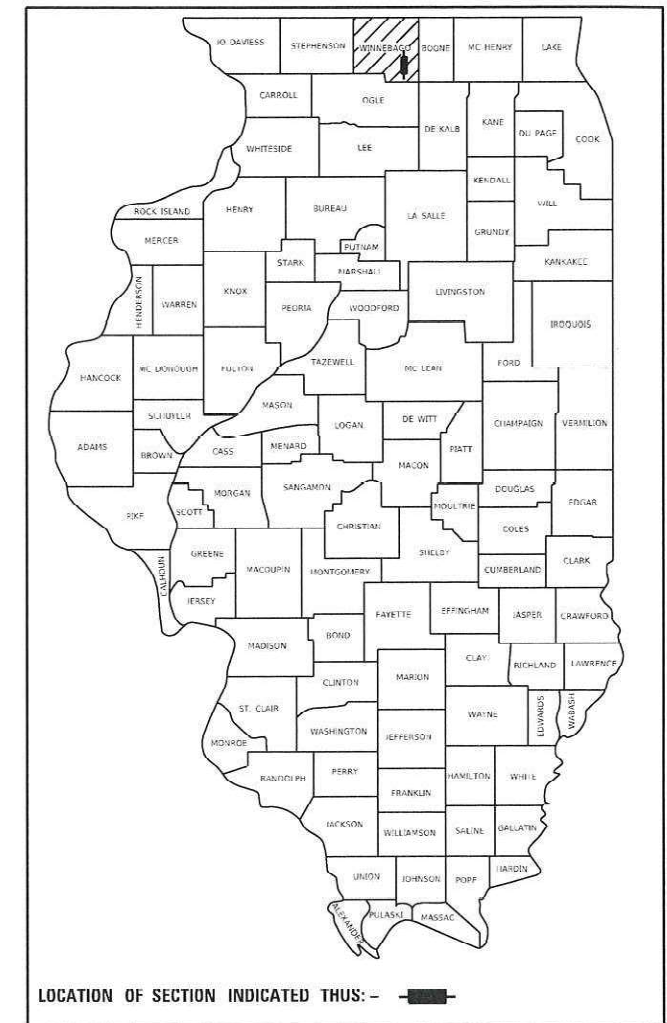 JO DAVIESS STEPHENSON WINNEBAGO BOONE MC HENRY LAKE
CARROLL OGLE
DE KALB KANE DU PAGE COOK
WHITESIDE LEE
KENDALL
WILL
ROCK ISLAND HENRY BUREAU LA SALLE
GRUNDY
MERCER PUTNAM
STARK MARSHALL KANKAKEE
HENDERSON WARREN KNOX PEORIA WOODFORD LIVINGSTON
IROQUOIS
HANCOCK MC DONOUGH FULTON TAZEWELL MC LEAN FORD
SCHUYLER MASON
LOGAN DE WITT CHAMPAIGN VERMILION
ADAMS BROWN CASS MENARD PIATT
MACON
MORGAN SANGAMON DOUGLAS
EDGAR
PIKE SCOTT CHRISTIAN MOULTRIE
COLES
GREENE SHELBY
CALHOUN MACOUPIN MONTGOMERY CUMBERLAND CLARK
JERSEY
FAYETTE EFFINGHAM JASPER CRAWFORD
MADISON BOND
CLAY RICHLAND LAWRENCE
CLINTON MARION
ST. CLAIR WAYNE EDWARDS WABASH
MONROE WASHINGTON JEFFERSON
RANDOLPH PERRY HAMILTON WHITE
FRANKLIN
JACKSON WILLIAMSON SALINE GALLATIN
UNION JOHNSON POPE HARDIN
ALEXANDER PULASKI MASSAC
LOCATION OF SECTION INDICATED THUS: –